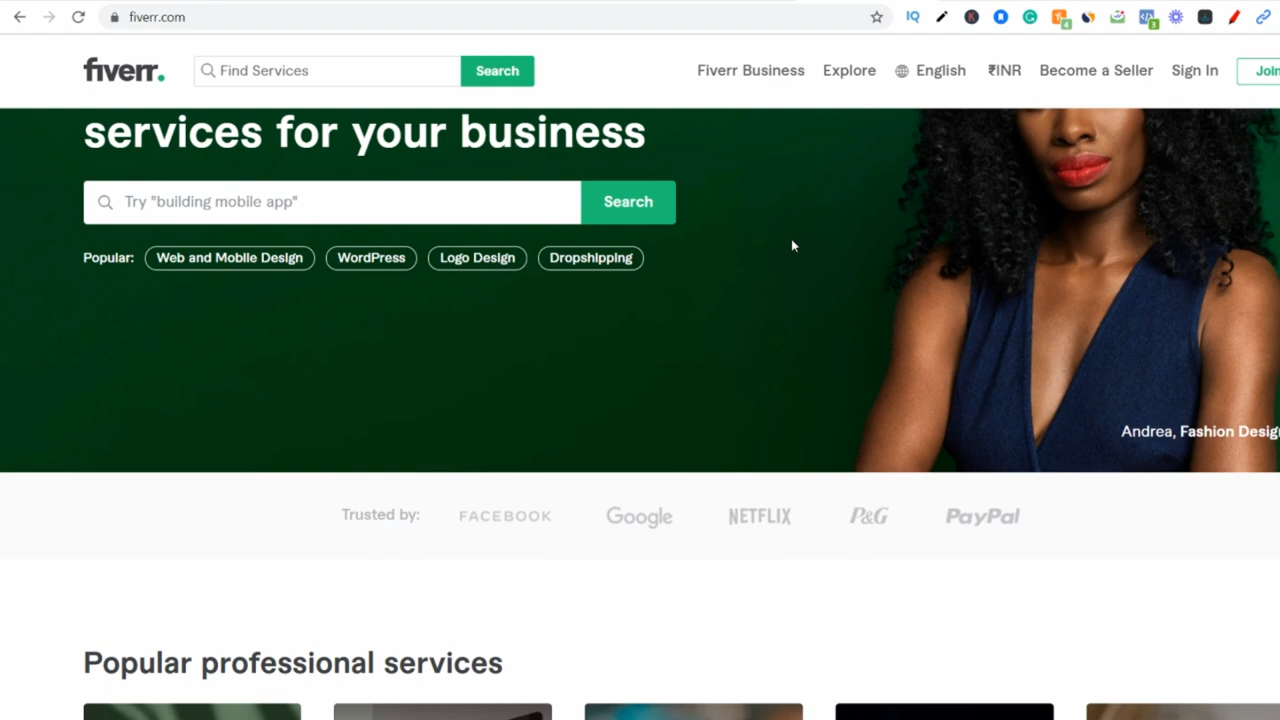 fiverr.com
4
3
fiverr.
Find Services
Search
Fiverr Business
Explore
English
₹INR
Become a Seller
Sign In
Join
services for your business
Try "building mobile app"
Search
Popular:
Web and Mobile Design
WordPress
Logo Design
Dropshipping
Andrea, Fashion Desig
Trusted by:
FACEBOOK
Google
NETFLIX
P&G
PayPal
Popular professional services